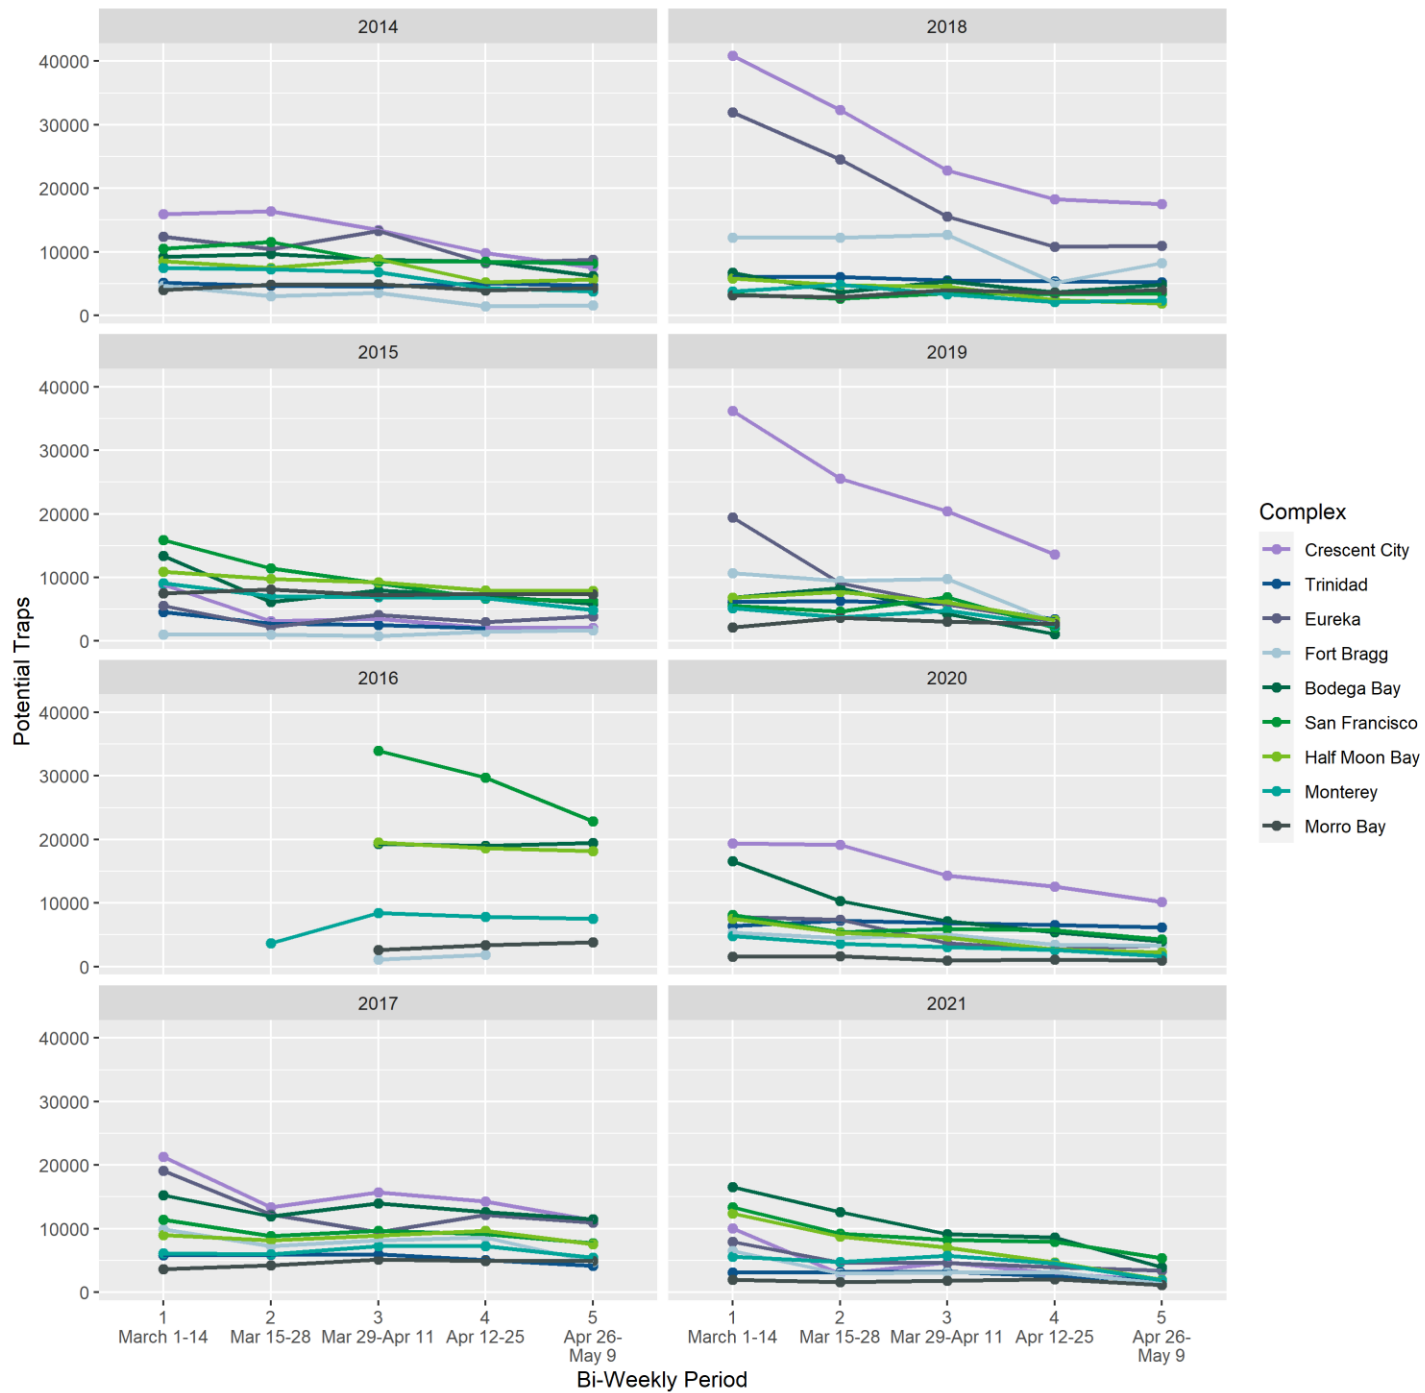 2014
2018
40000
30000
20000
10000
0
2015
2019
40000
30000
20000
10000
0
2016
2020
40000
30000
20000
10000
0
2017
2021
40000
30000
20000
10000
0
Potential Traps
1 2 3 4 5 1 2 3 4 5
March 1-14 Mar 15-28 Mar 29-Apr 11 Apr 12-25 Apr 26- March 1-14 Mar 15-28 Mar 29-Apr 11 Apr 12-25 Apr 26-
May 9 May 9
Bi-Weekly Period
Complex
Crescent City
Trinidad
Eureka
Fort Bragg
Bodega Bay
San Francisco
Half Moon Bay
Monterey
Morro Bay